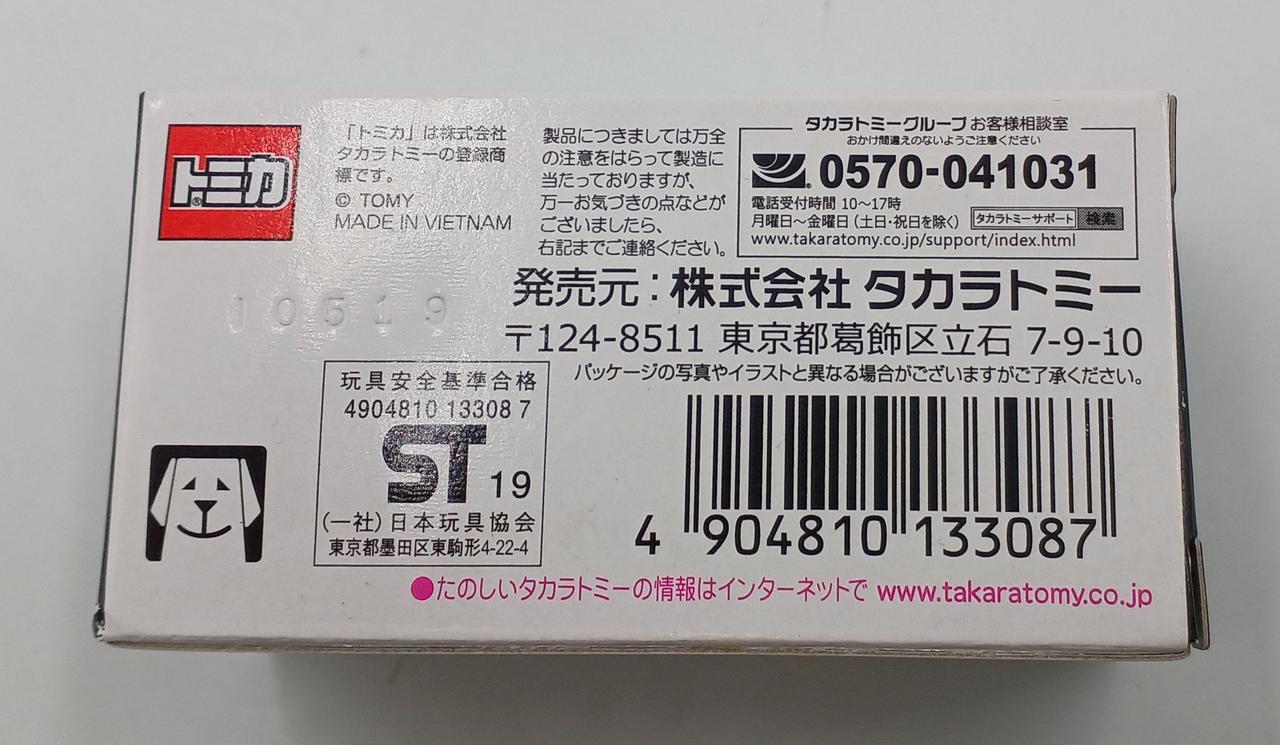 トミカ®
「トミカ」は株式会社
タカラトミーの登録商
標です。
© TOMY
MADE IN VIETNAM
製品につきましては万全
の注意をはらって製造に
当たっておりますが、
万一お気づきの点などが
ございましたら、
右記までご連絡ください。
タカラトミーグループ お客様相談室
おかけ間違えのないようご注意ください
0570-041031
電話受付時間 10〜17時
月曜日〜金曜日(土日・祝日を除く) タカラトミーサポート 検索
www.takaratomy.co.jp/support/index.html
発売元:株式会社 タカラトミー
〒124-8511 東京都葛飾区立石 7-9-10
パッケージの写真やイラストと異なる場合がございますがご了承ください。
10519
玩具安全基準合格
4904810 13308 7
ST 19
(一社)日本玩具協会
東京都墨田区東駒形4-22-4
4 904810 133087
●たのしいタカラトミーの情報はインターネットで www.takaratomy.co.jp